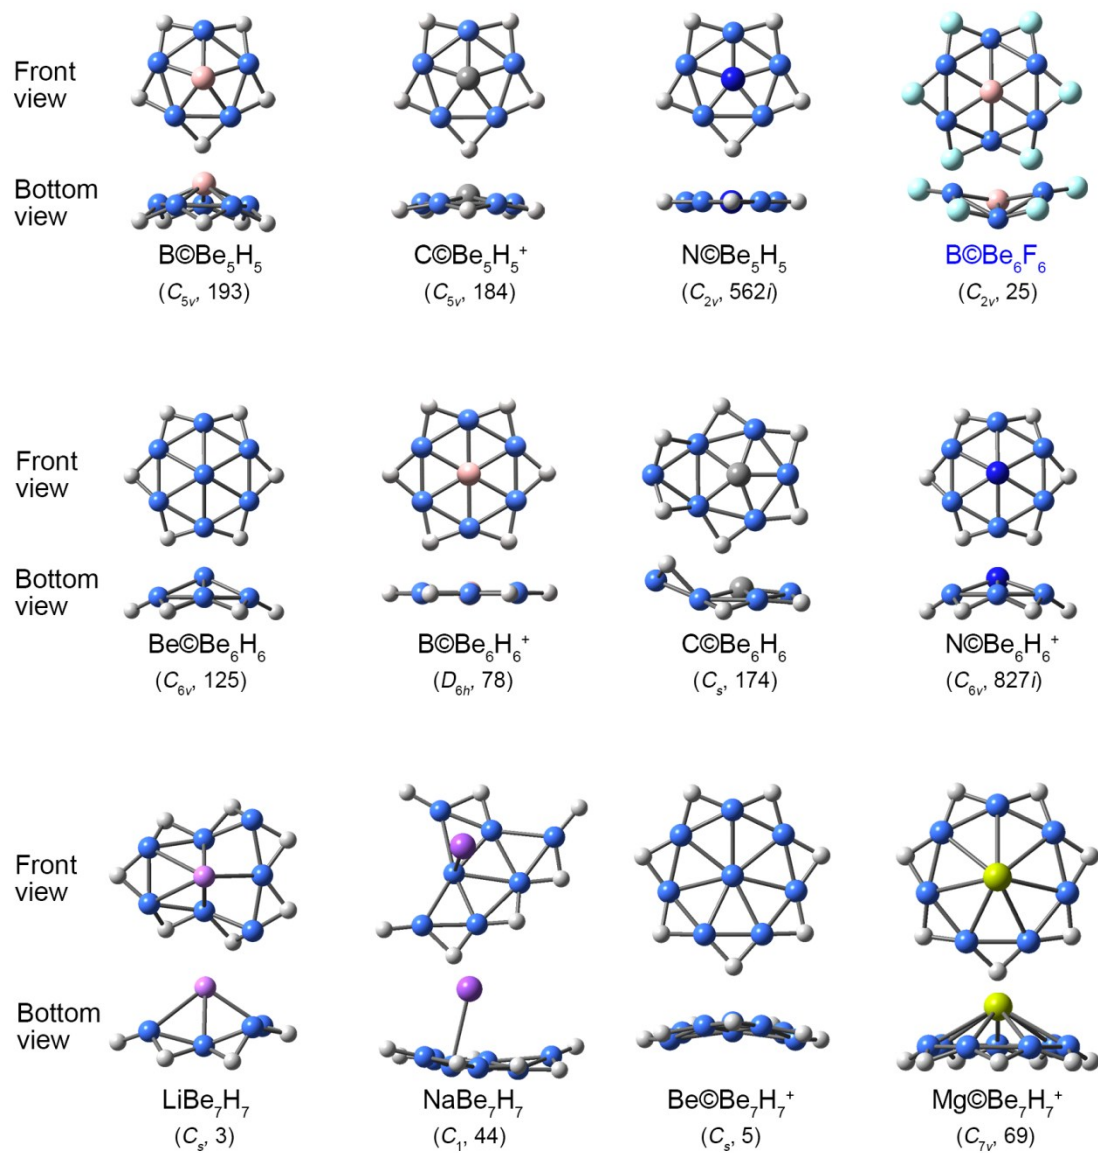 Front
view
Bottom
view
B©Be₅H₅ C©Be₅H₅⁺ N©Be₅H₅ B©Be₆F₆
(C₅ᵥ, 193) (C₅ᵥ, 184) (C₂ᵥ, 562i) (C₂ᵥ, 25)
Front
view
Bottom
view
Be©Be₆H₆ B©Be₆H₆⁺ C©Be₆H₆ N©Be₆H₆⁺
(C₆ᵥ, 125) (D₆ₕ, 78) (Cₛ, 174) (C₆ᵥ, 827i)
Front
view
Bottom
view
LiBe₇H₇ NaBe₇H₇ Be©Be₇H₇⁺ Mg©Be₇H₇⁺
(Cₛ, 3) (C₁, 44) (Cₛ, 5) (C₇ᵥ, 69)